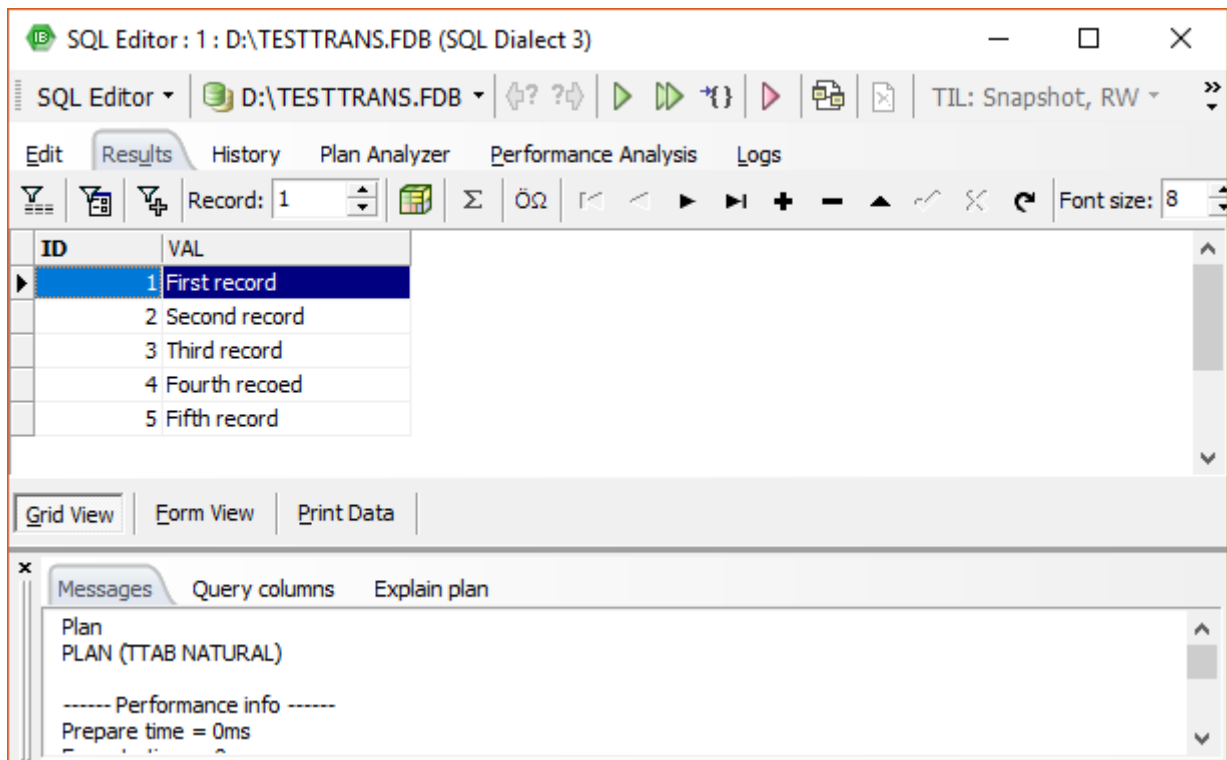 SQL Editor : 1 : D:\TESTTRANS.FDB (SQL Dialect 3)
SQL Editor D:\TESTTRANS.FDB TIL: Snapshot, RW
Edit Results History Plan Analyzer Performance Analysis Logs
Record: 1 Σ ÖΩ Font size: 8
ID VAL
1 First record
2 Second record
3 Third record
4 Fourth recoed
5 Fifth record
Grid View Form View Print Data
Messages Query columns Explain plan
Plan
PLAN (TTAB NATURAL)
------ Performance info ------
Prepare time = 0ms